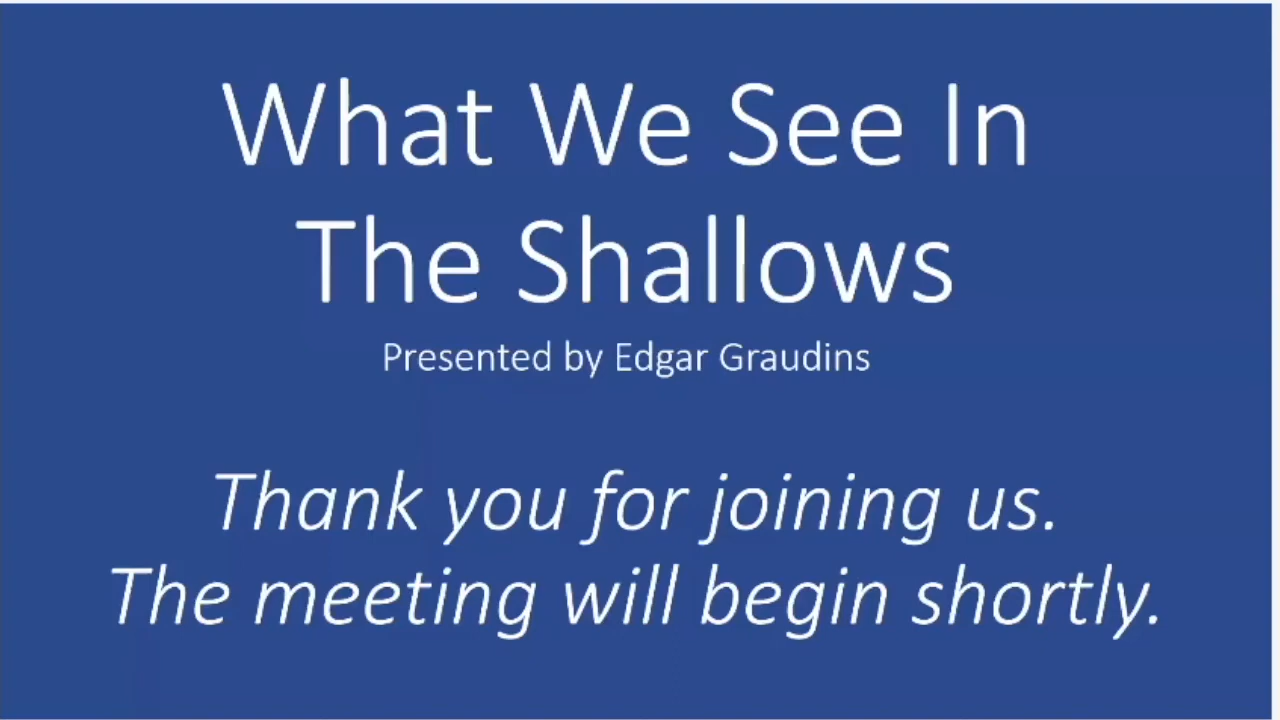 What We See In
The Shallows
Presented by Edgar Graudins
Thank you for joining us.
The meeting will begin shortly.